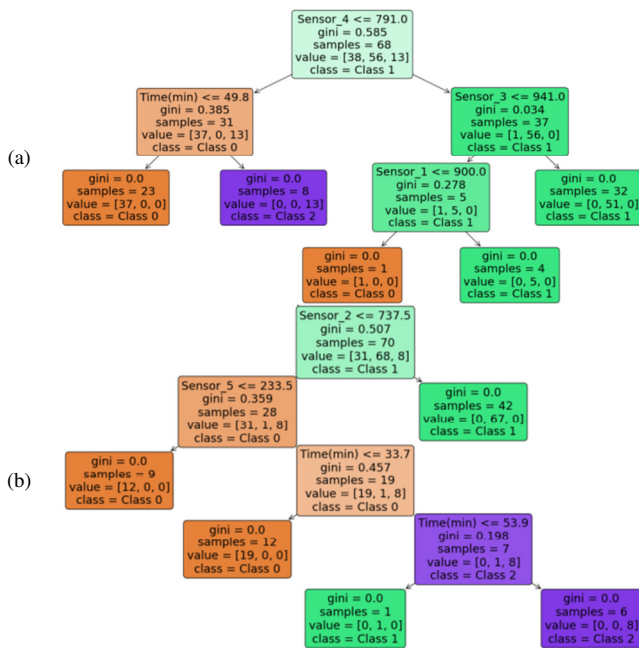 Sensor_4 <= 791.0
gini = 0.585
samples = 68
value = [38, 56, 13]
class = Class 1
Time(min) <= 49.8
gini = 0.385
samples = 31
value = [37, 0, 13]
class = Class 0
Sensor_3 <= 941.0
gini = 0.034
samples = 37
value = [1, 56, 0]
class = Class 1
(a)
gini = 0.0
samples = 23
value = [37, 0, 0]
class = Class 0
gini = 0.0
samples = 8
value = [0, 0, 13]
class = Class 2
Sensor_1 <= 900.0
gini = 0.278
samples = 5
value = [1, 5, 0]
class = Class 1
gini = 0.0
samples = 32
value = [0, 51, 0]
class = Class 1
gini = 0.0
samples = 1
value = [1, 0, 0]
class = Class 0
gini = 0.0
samples = 4
value = [0, 5, 0]
class = Class 1
Sensor_2 <= 737.5
gini = 0.507
samples = 70
value = [31, 68, 8]
class = Class 1
Sensor_5 <= 233.5
gini = 0.359
samples = 28
value = [31, 1, 8]
class = Class 0
gini = 0.0
samples = 42
value = [0, 67, 0]
class = Class 1
(b)
gini = 0.0
samples = 9
value = [12, 0, 0]
class = Class 0
Time(min) <= 33.7
gini = 0.457
samples = 19
value = [19, 1, 8]
class = Class 0
gini = 0.0
samples = 12
value = [19, 0, 0]
class = Class 0
Time(min) <= 53.9
gini = 0.198
samples = 7
value = [0, 1, 8]
class = Class 2
gini = 0.0
samples = 1
value = [0, 1, 0]
class = Class 1
gini = 0.0
samples = 6
value = [0, 0, 8]
class = Class 2